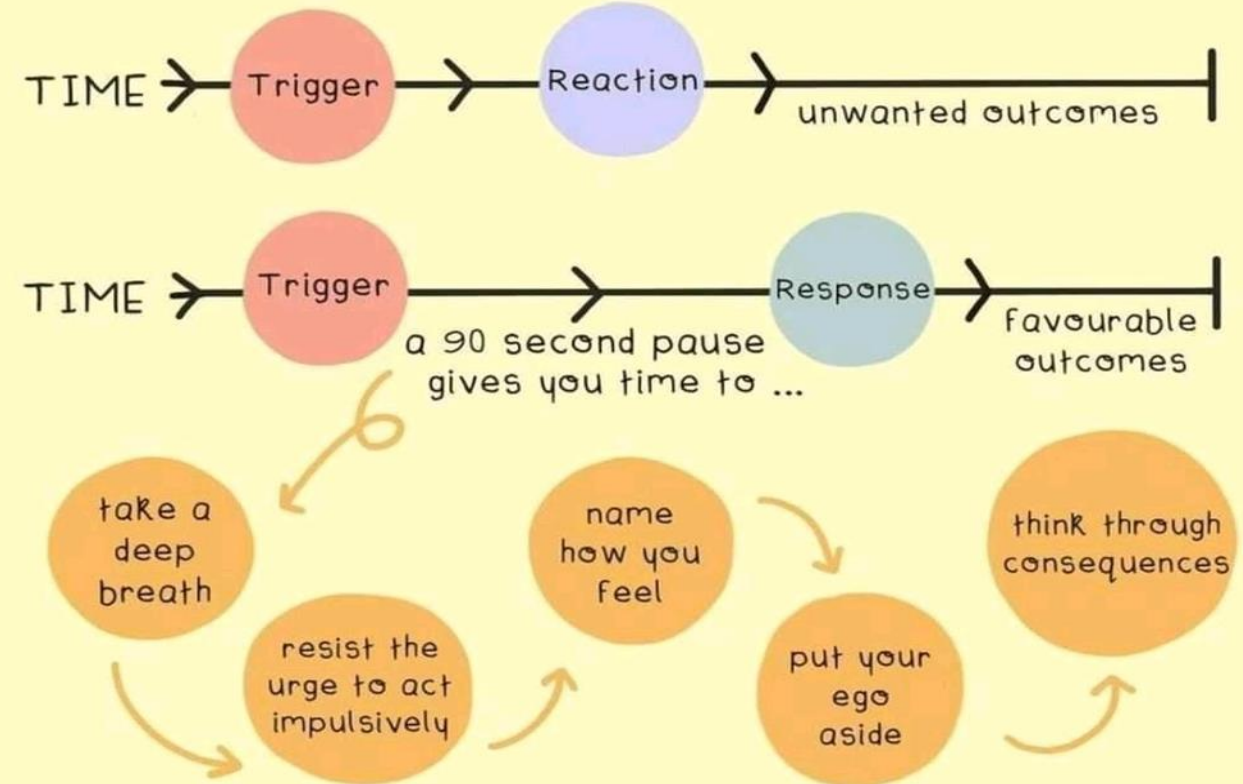 TIME
Trigger
Reaction
unwanted outcomes
TIME
Trigger
Response
a 90 second pause
gives you time to ...
favourable
outcomes
take a
deep
breath
resist the
urge to act
impulsively
name
how you
feel
put your
ego
aside
think through
consequences